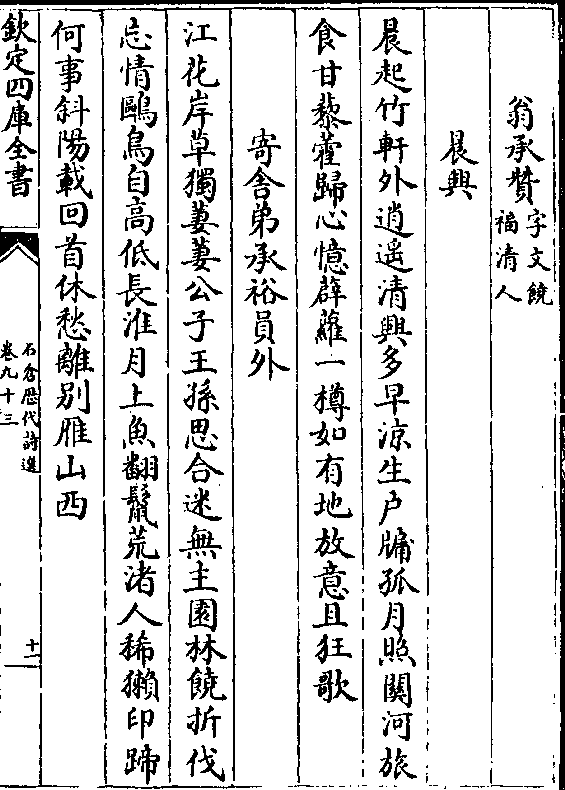 翁承贊字文饒
福清人
晨興
晨起竹軒外逍遥清興多早涼生户牖孤月照關河旅
食甘藜藿歸心憶薜蘿一樽如有地放意且狂歌
寄舍弟承裕員外
江花岸草獨萋萋公子王孫思合迷無主園林饒折伐
忘情鷗鳥自高低長淮月上魚翻鬛荒渚人稀獺印蹄
何事斜陽載回首休愁離别雁山西
欽定四庫全書
石倉歴代詩選
卷九十三
十一